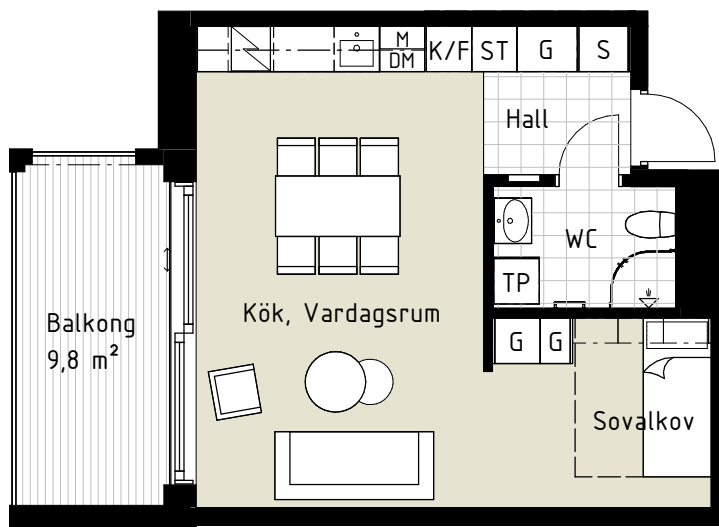 M
DM
K/F
ST
G
S
Hall
WC
TP
Kök, Vardagsrum
Balkong
9,8 m²
G
G
Sovalkov